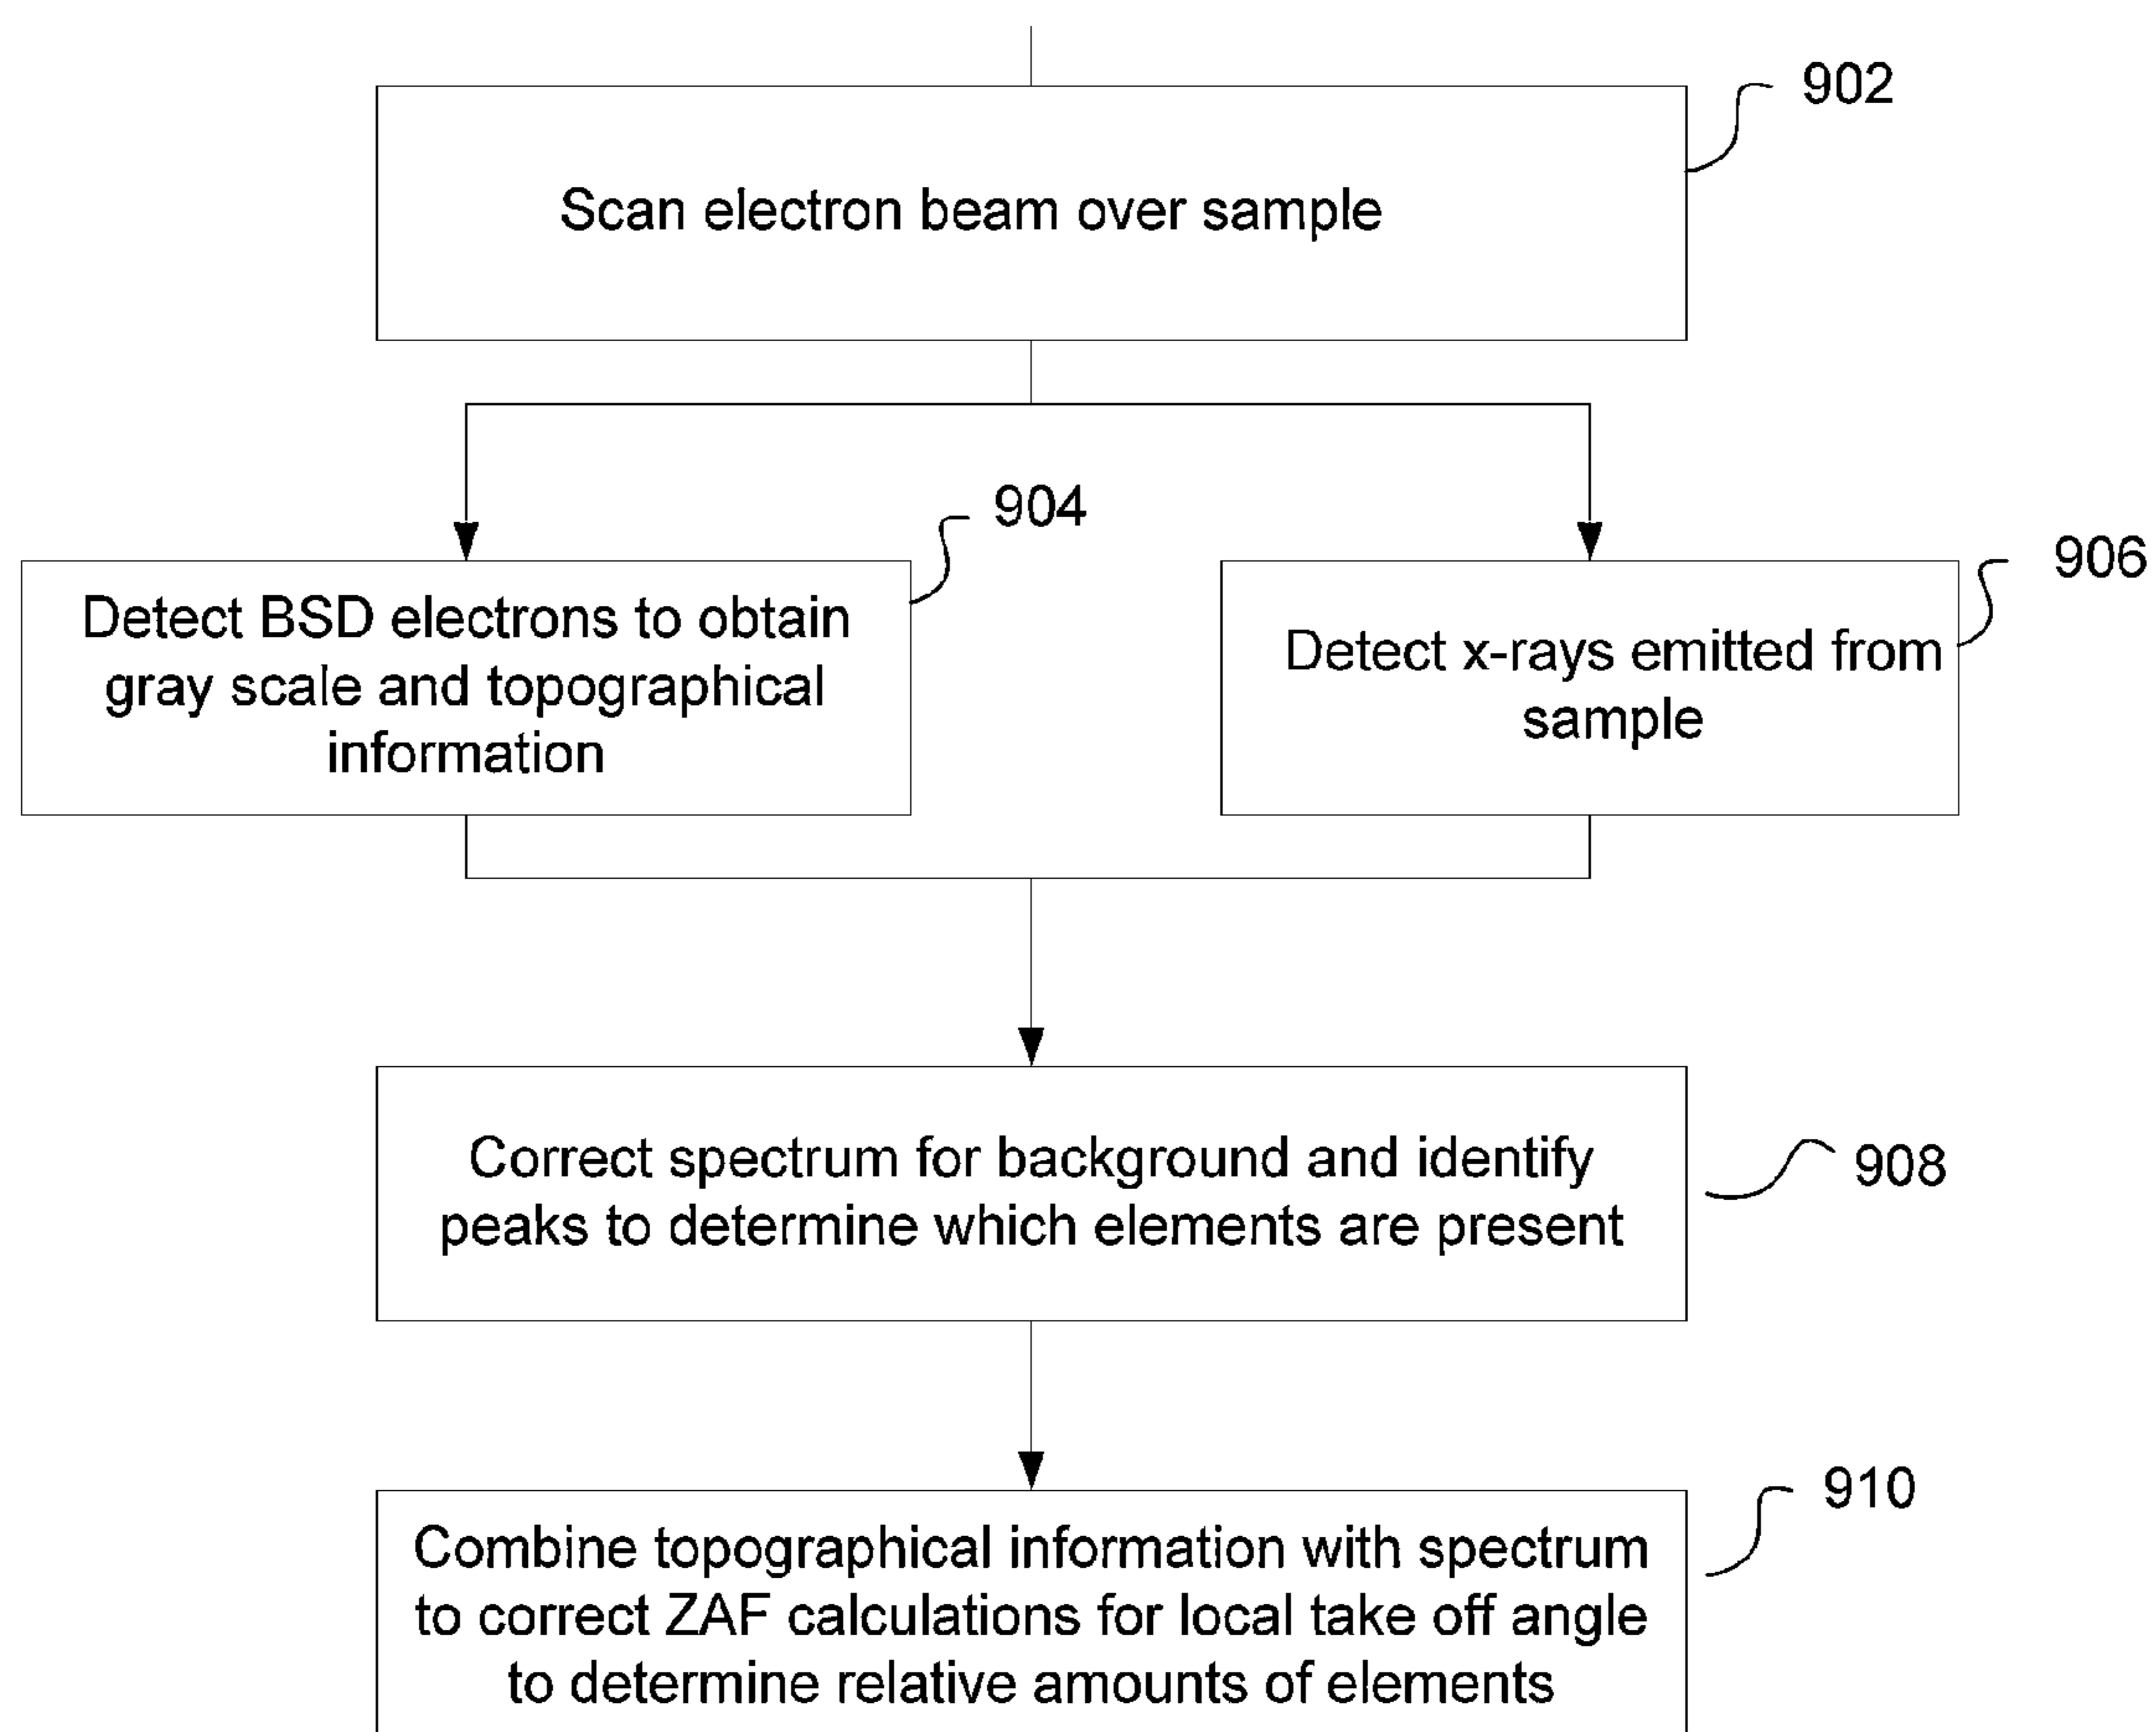 902
Scan electron beam over sample
904
Detect BSD electrons to obtain
gray scale and topographical
information
906
Detect x-rays emitted from
sample
908
Correct spectrum for background and identify
peaks to determine which elements are present
910
Combine topographical information with spectrum
to correct ZAF calculations for local take off angle
to determine relative amounts of elements